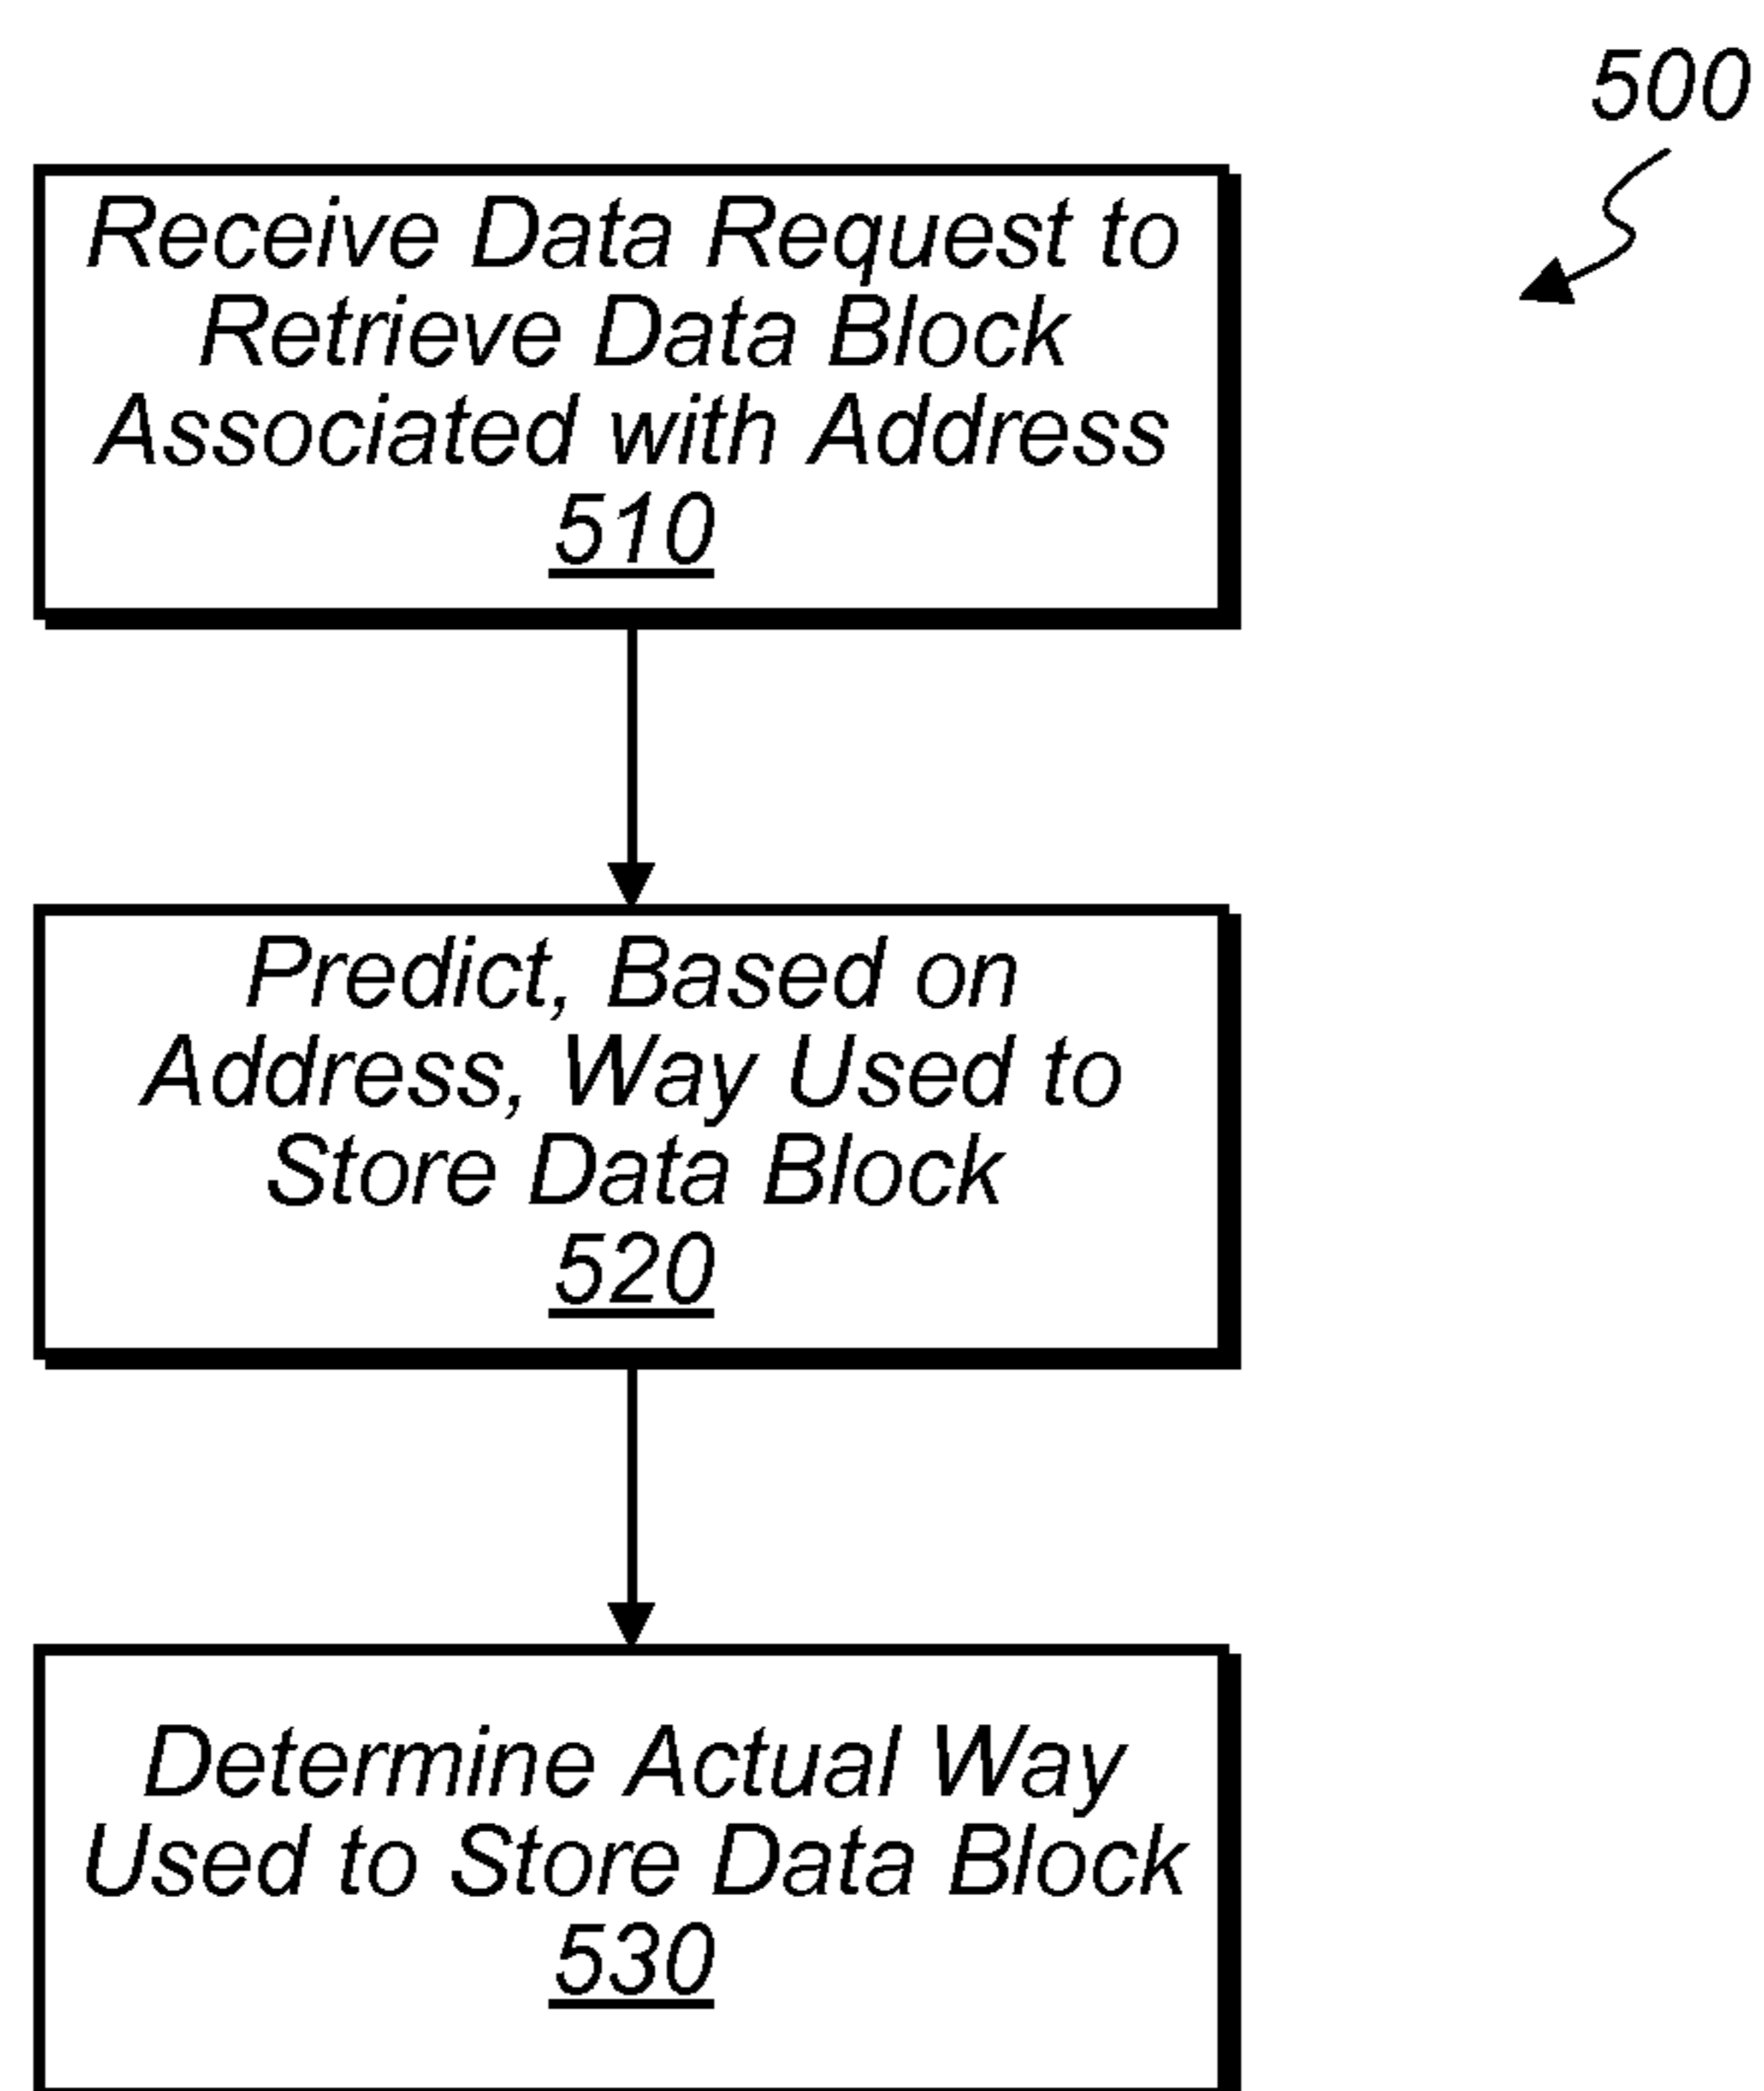 500
Receive Data Request to
Retrieve Data Block
Associated with Address
510
Predict, Based on
Address, Way Used to
Store Data Block
520
Determine Actual Way
Used to Store Data Block
530